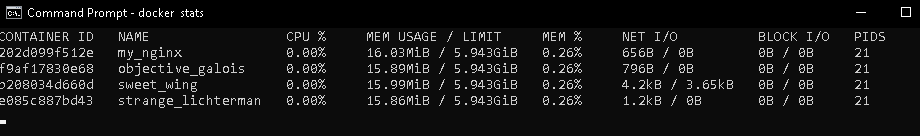 Command Prompt - docker stats
CONTAINER ID NAME CPU % MEM USAGE / LIMIT MEM % NET I/O BLOCK I/O PIDS
202d099f512e my_nginx 0.00% 16.03MiB / 5.943GiB 0.26% 656B / 0B 0B / 0B 21
f9af17830e68 objective_galois 0.00% 15.89MiB / 5.943GiB 0.26% 796B / 0B 0B / 0B 21
b208034d660d sweet_wing 0.00% 15.99MiB / 5.943GiB 0.26% 4.2kB / 3.65kB 0B / 0B 21
e085c887bd43 strange_lichterman 0.00% 15.86MiB / 5.943GiB 0.26% 1.2kB / 0B 0B / 0B 21